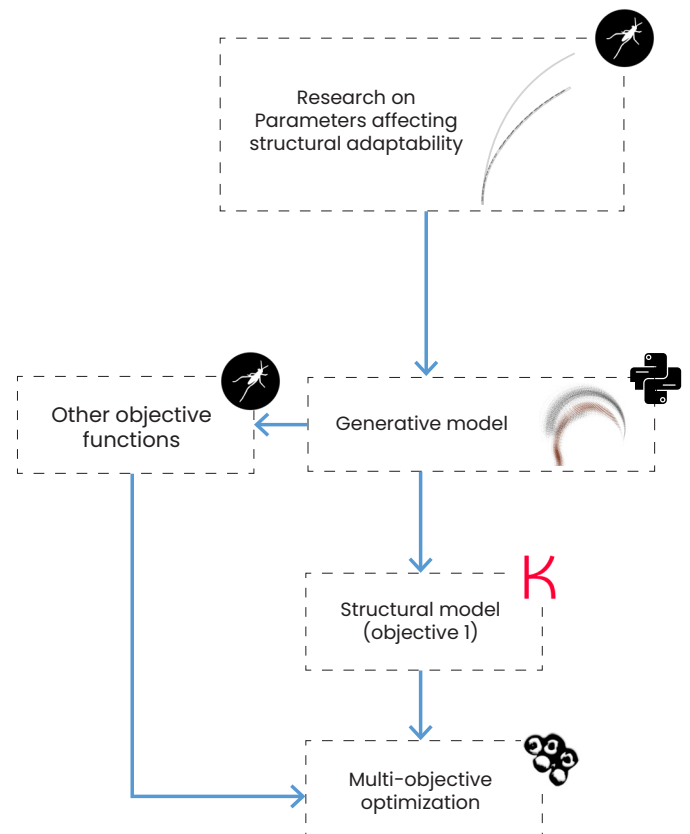 Research on
Parameters affecting
structural adaptability
Other objective
functions
Generative model
Structural model
(objective 1)
Multi-objective
optimization